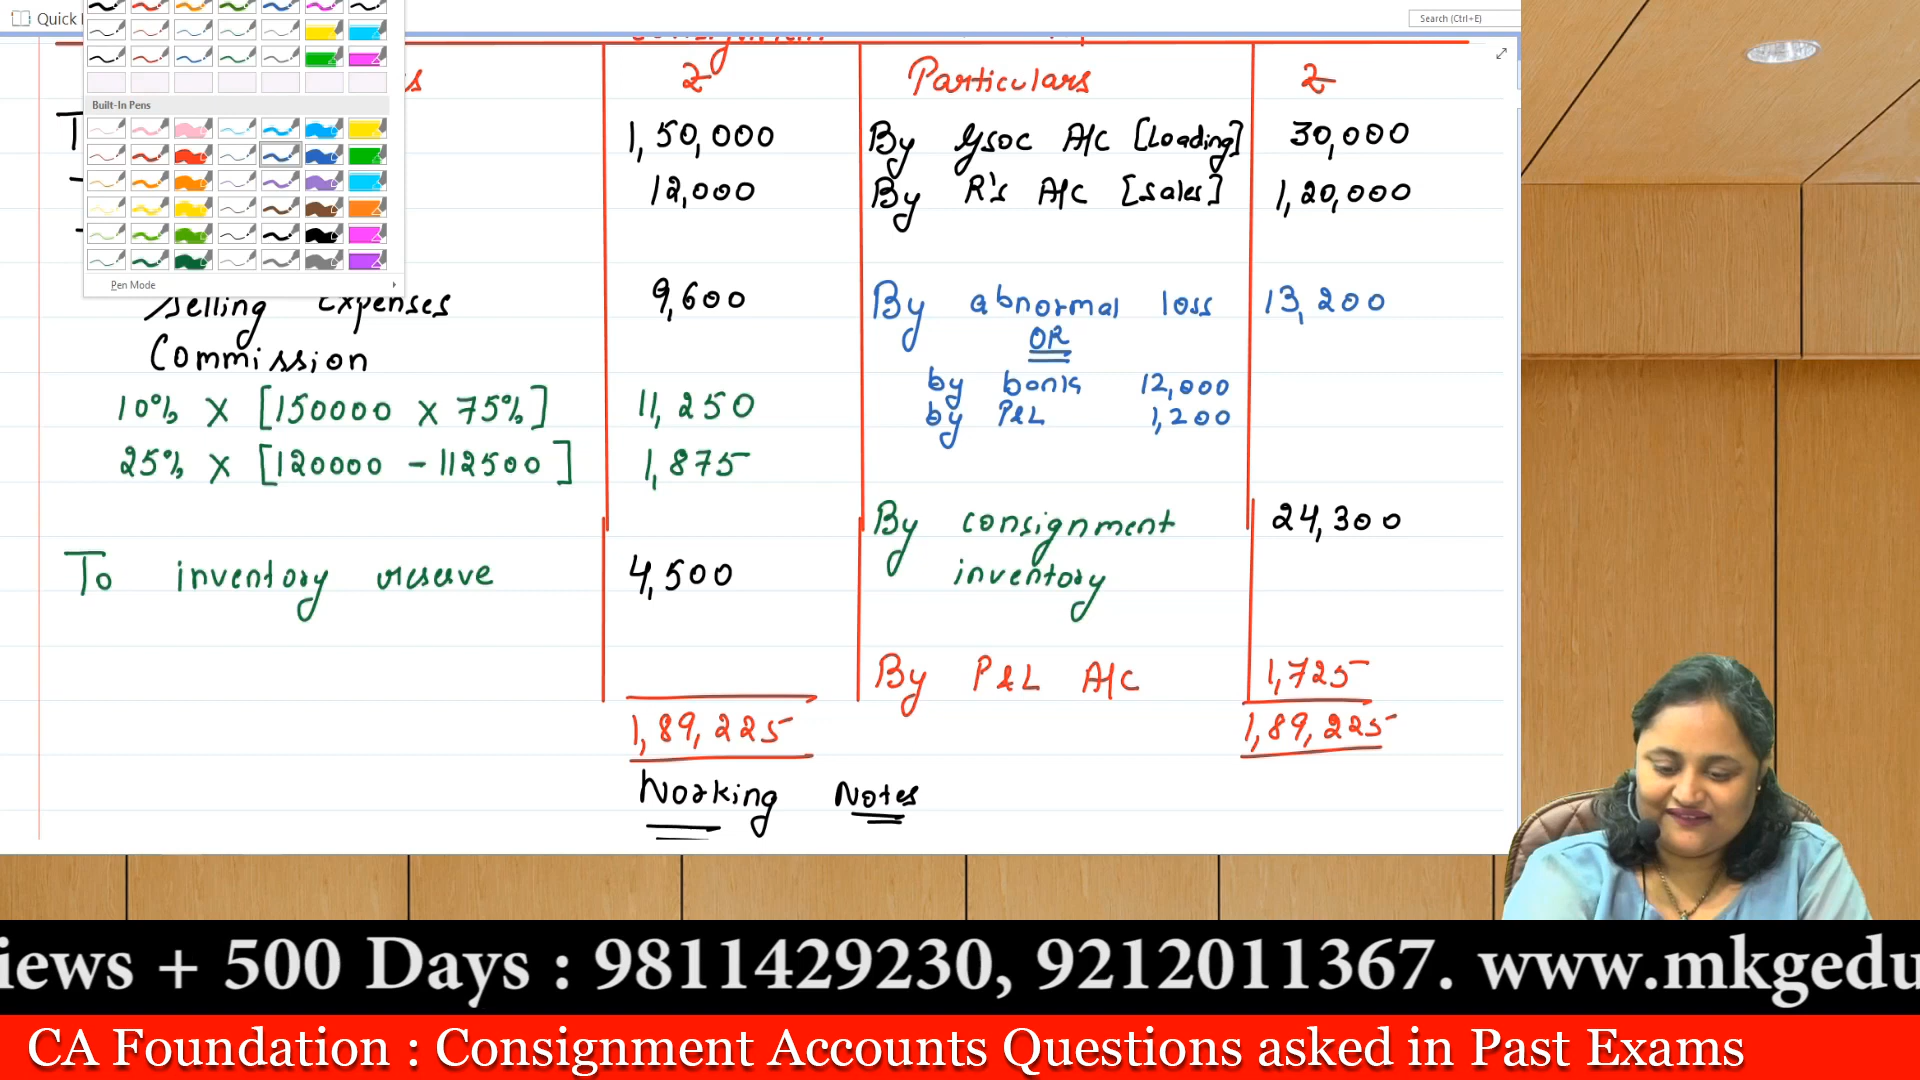 Quick
Search (Ctrl+E)
Built-In Pens
Pen Mode
Particulars
1,50,000 By GSOC A/C [Loading] 30,000
12,000 By R's A/C [Sales] 1,20,000
Selling Expenses 9,600 By abnormal loss 13,200
OR
Commission
by bank 12,000
10% X [150000 X 75%] 11,250 by P&L 1,200
25% X [120000 - 112500] 1,875
By consignment 24,300
To inventory reserve 4,500 inventory
By P&L A/C 1,725
1,89,225 1,89,225
Working Notes
iews + 500 Days : 9811429230, 9212011367. www.mkgedu
CA Foundation : Consignment Accounts Questions asked in Past Exams